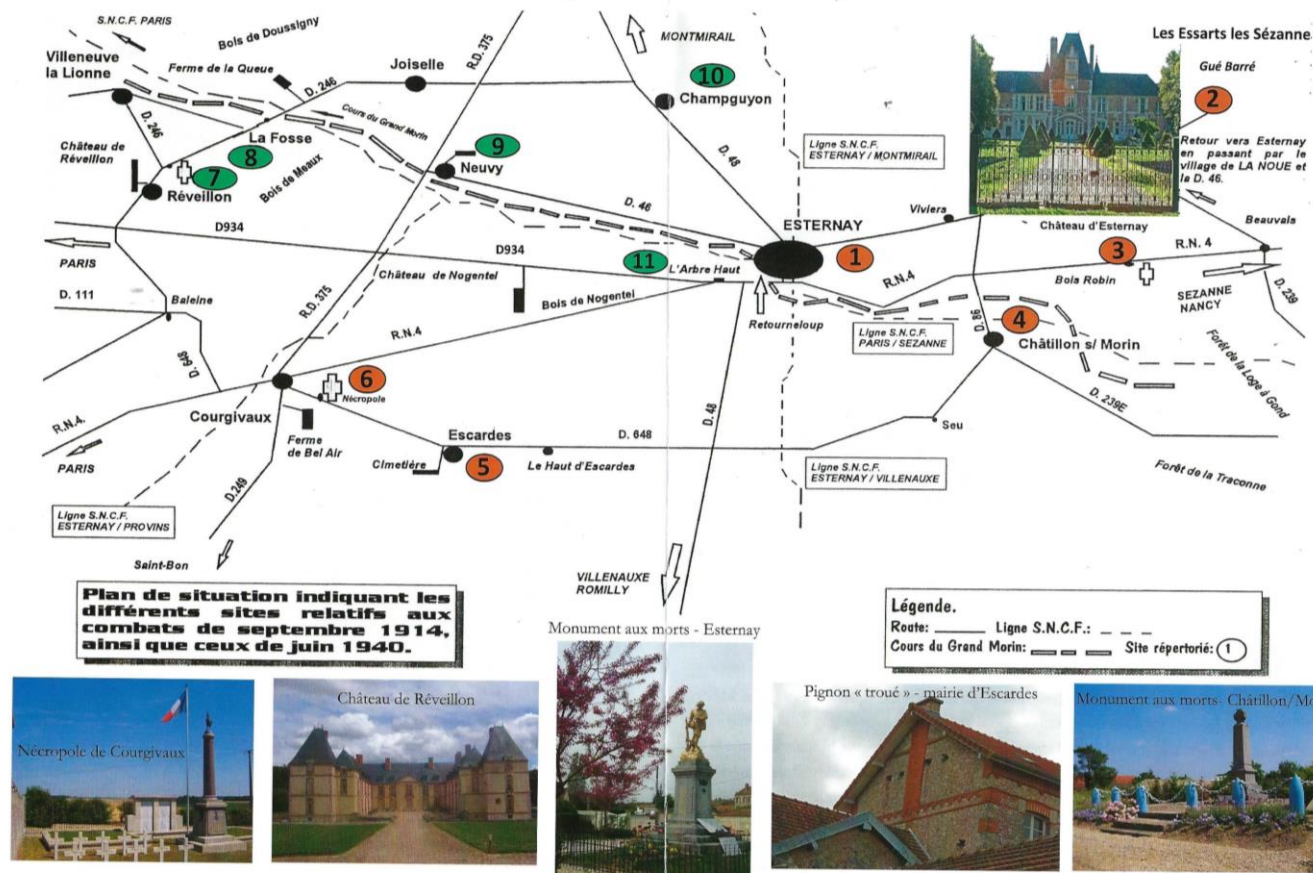 S.N.C.F. PARIS
Bois de Doussigny
Villeneuve
la Lionne
Ferme de la Queue
D. 246
Joiselle
R.D. 375
MONTMIRAIL
10
Champguyon
Les Essarts les Sézanne
Gué Barré
2
Retour vers Esternay
en passant par le
village de LA NOUE et
la D. 46.
D. 246
La Fosse
Cours du Grand Morin
Château de
Réveillon
8
7
Réveillon
Bois de Meaux
9
Neuvy
D. 48
Ligne S.N.C.F.
ESTERNAY / MONTMIRAIL
D. 46
ESTERNAY
Viviers
Beauvais
Château d'Esternay
D934
D934
PARIS
11
L'Arbre Haut
1
3
R.N. 4
Château de Nogentel
Bois Robin
D. 111
Baleine
R.D. 375
Bois de Nogentel
R.N.4
SEZANNE
NANCY
D. 239
Retourneloup
Ligne S.N.C.F.
PARIS / SEZANNE
D. 86
4
Châtillon s/ Morin
R.N.4
D. 648
Forêt de la Loge à Gond
6
Nécropole
Courgivaux
R.N.4.
PARIS
D. 48
D. 239E
Ferme
de Bel Air
Escardes
D. 648
Seu
Cimetière
5
Le Haut d'Escardes
Ligne S.N.C.F.
ESTERNAY / VILLENAUXE
Forêt de la Traconne
D.249
Ligne S.N.C.F.
ESTERNAY / PROVINS
Saint-Bon
VILLENAUXE
ROMILLY
Plan de situation indiquant les
différents sites relatifs aux
combats de septembre 1914,
ainsi que ceux de juin 1940.
Légende.
Route: Ligne S.N.C.F.:
Cours du Grand Morin: Site répertorié: 1
Monument aux morts - Esternay
Nécropole de Courgivaux
Château de Réveillon
Pignon « troué » - mairie d'Escardes
Monument aux morts- Châtillon/Mo